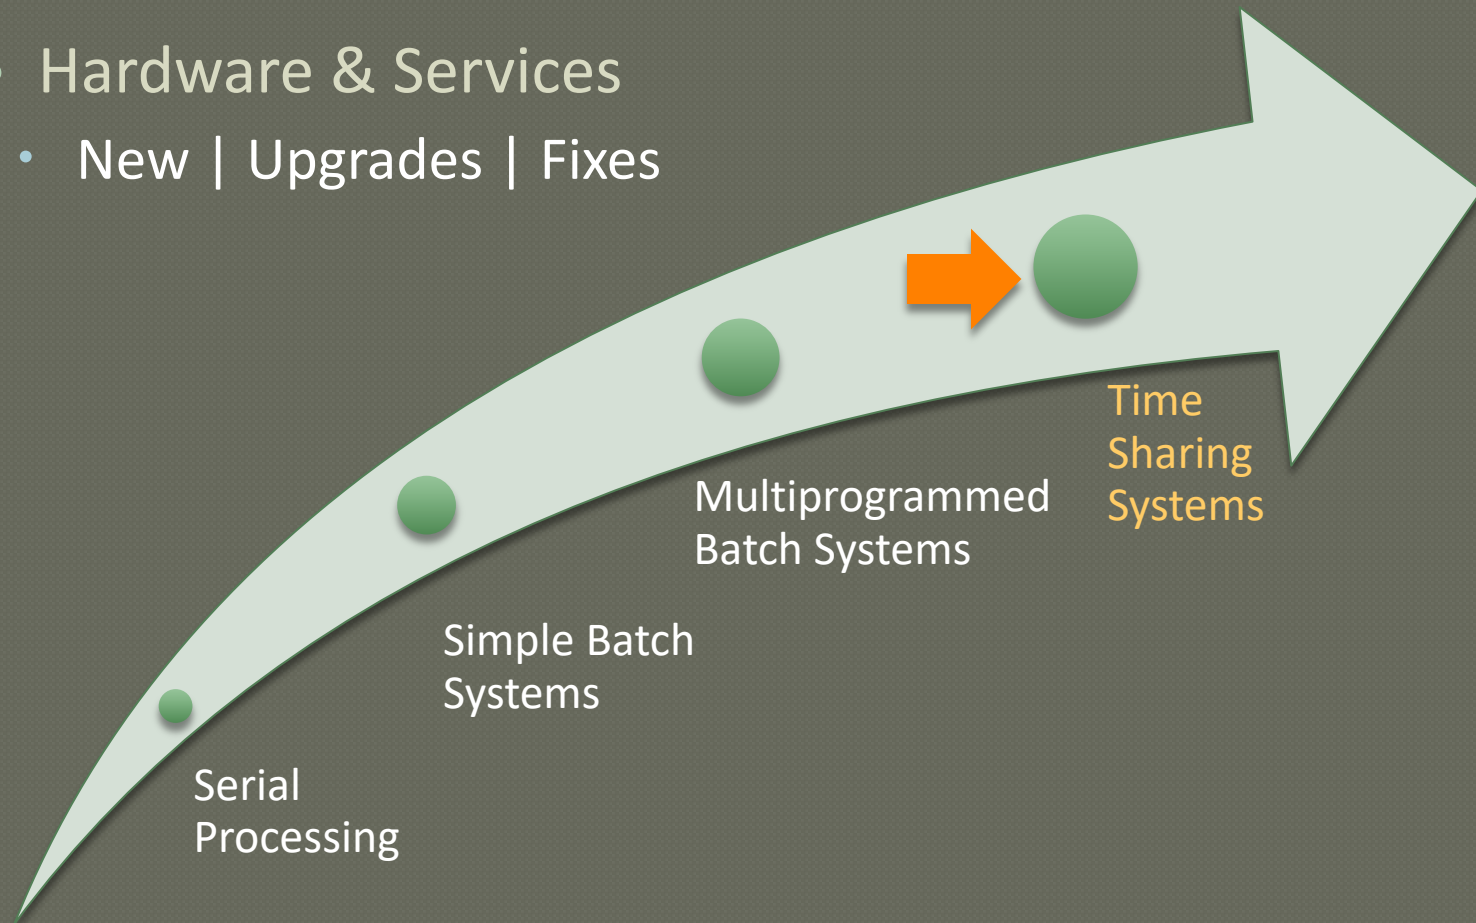 Hardware & Services
New | Upgrades | Fixes
Time
Sharing
Systems
Multiprogrammed
Batch Systems
Simple Batch
Systems
Serial
Processing